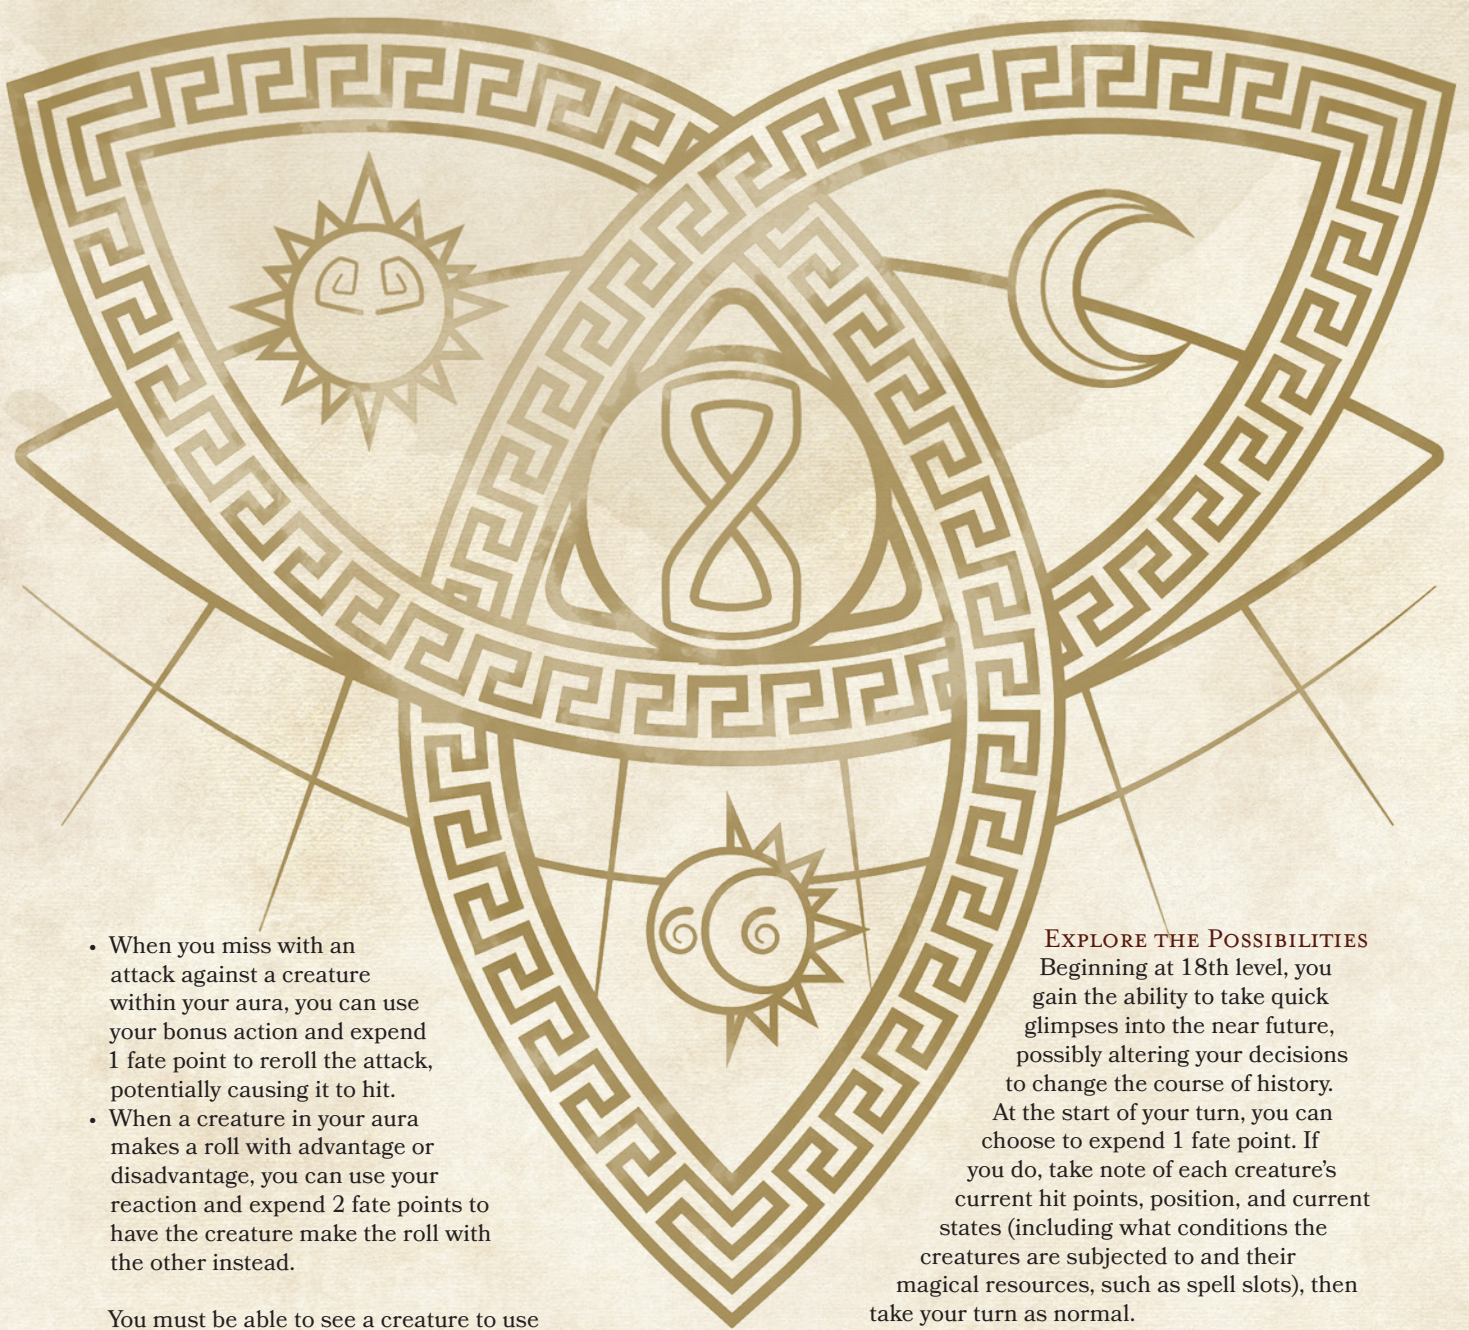 • When you miss with an
attack against a creature
within your aura, you can use
your bonus action and expend
1 fate point to reroll the attack,
potentially causing it to hit.
• When a creature in your aura
makes a roll with advantage or
disadvantage, you can use your
reaction and expend 2 fate points to
have the creature make the roll with
the other instead.
You must be able to see a creature to use
Explore the Possibilities
Beginning at 18th level, you
gain the ability to take quick
glimpses into the near future,
possibly altering your decisions
to change the course of history.
At the start of your turn, you can
choose to expend 1 fate point. If
you do, take note of each creature's
current hit points, position, and current
states (including what conditions the
creatures are subjected to and their
magical resources, such as spell slots), then
take your turn as normal.